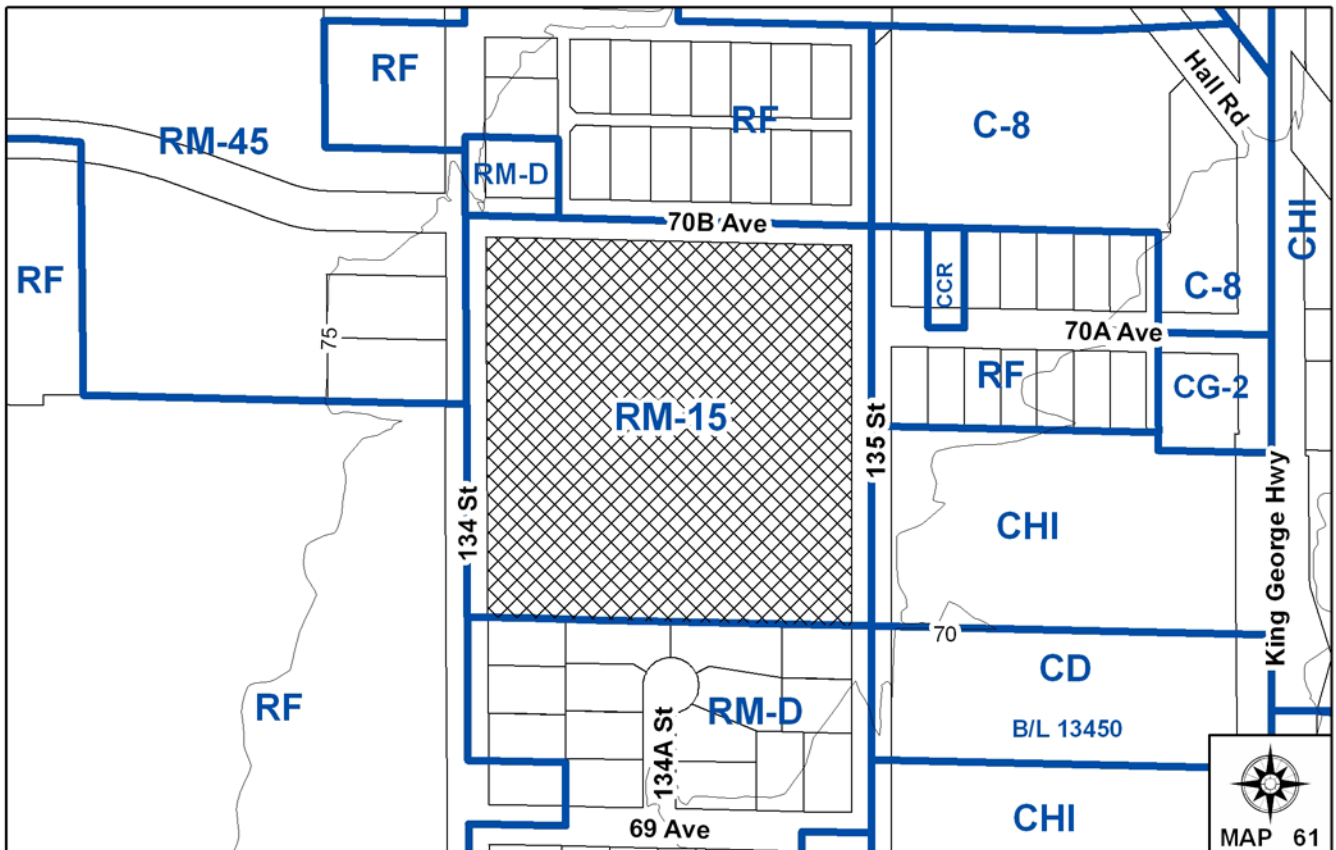 RF
Hall Rd
RF
C-8
RM-45
RM-D
70B Ave
CHI
RF
CCR
C-8
75
70A Ave
RF
CG-2
RM-15
135 St
134 St
CHI
King George Hwy
70
CD
RF
RM-D
B/L 13450
134A St
CHI
69 Ave
MAP 61